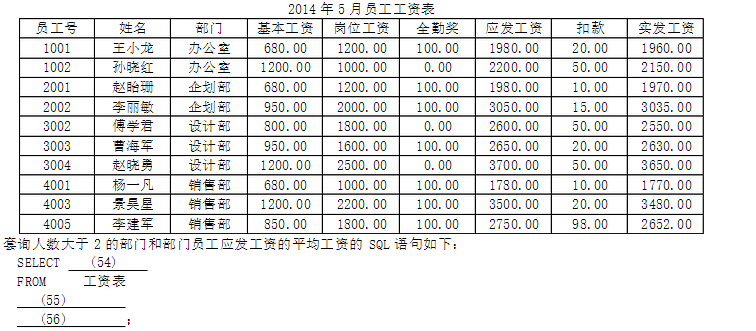 2014 年 5 月员工工资表
员工号 姓名 部门 基本工资 岗位工资 全勤奖 应发工资 扣款 实发工资
1001 王小龙 办公室 680.00 1200.00 100.00 1980.00 20.00 1960.00
1002 孙晓红 办公室 1200.00 1000.00 0.00 2200.00 50.00 2150.00
2001 赵眙珊 企划部 680.00 1200.00 100.00 1980.00 10.00 1970.00
2002 李丽敏 企划部 950.00 2000.00 100.00 3050.00 15.00 3035.00
3002 傅学君 设计部 800.00 1800.00 0.00 2600.00 50.00 2550.00
3003 曹海军 设计部 950.00 1600.00 100.00 2650.00 20.00 2630.00
3004 赵晓勇 设计部 1200.00 2500.00 0.00 3700.00 50.00 3650.00
4001 杨一凡 销售部 680.00 1000.00 100.00 1780.00 10.00 1770.00
4003 景昊星 销售部 1200.00 2200.00 100.00 3500.00 20.00 3480.00
4005 李建军 销售部 850.00 1800.00 100.00 2750.00 98.00 2652.00
查询人数大于 2 的部门和部门员工应发工资的平均工资的 SQL 语句如下：
SELECT (54)
FROM 工资表
(55)
(56) ；